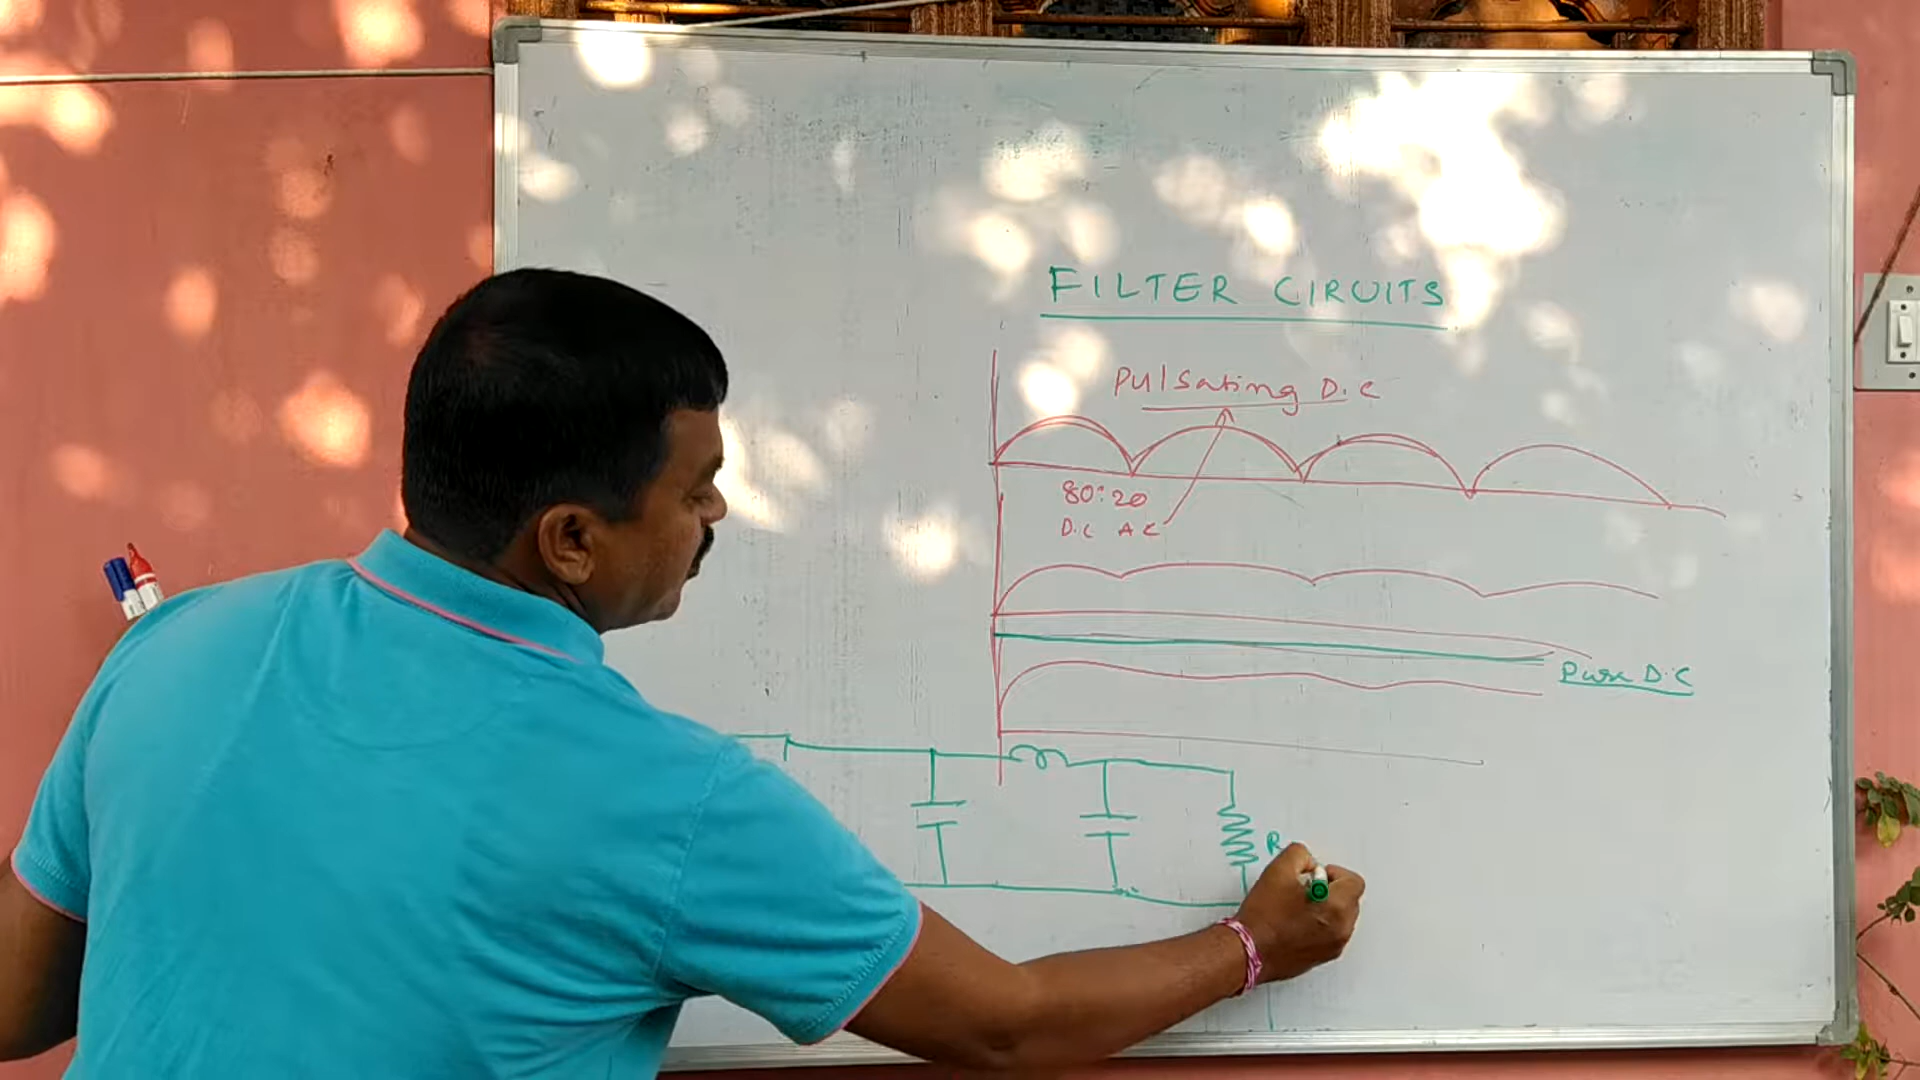 FILTER CIRUITS
Pulsating D.C
80:20
D.C AC
Pure D.C
R